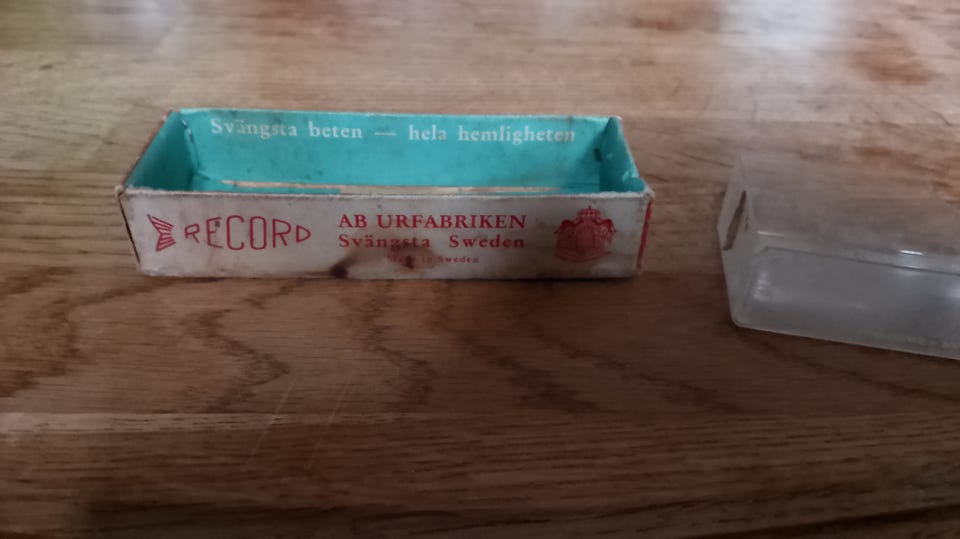 Svängsta beten — hela hemligheten
RECORD
AB URFABRIKEN
Svängsta Sweden
Made in Sweden